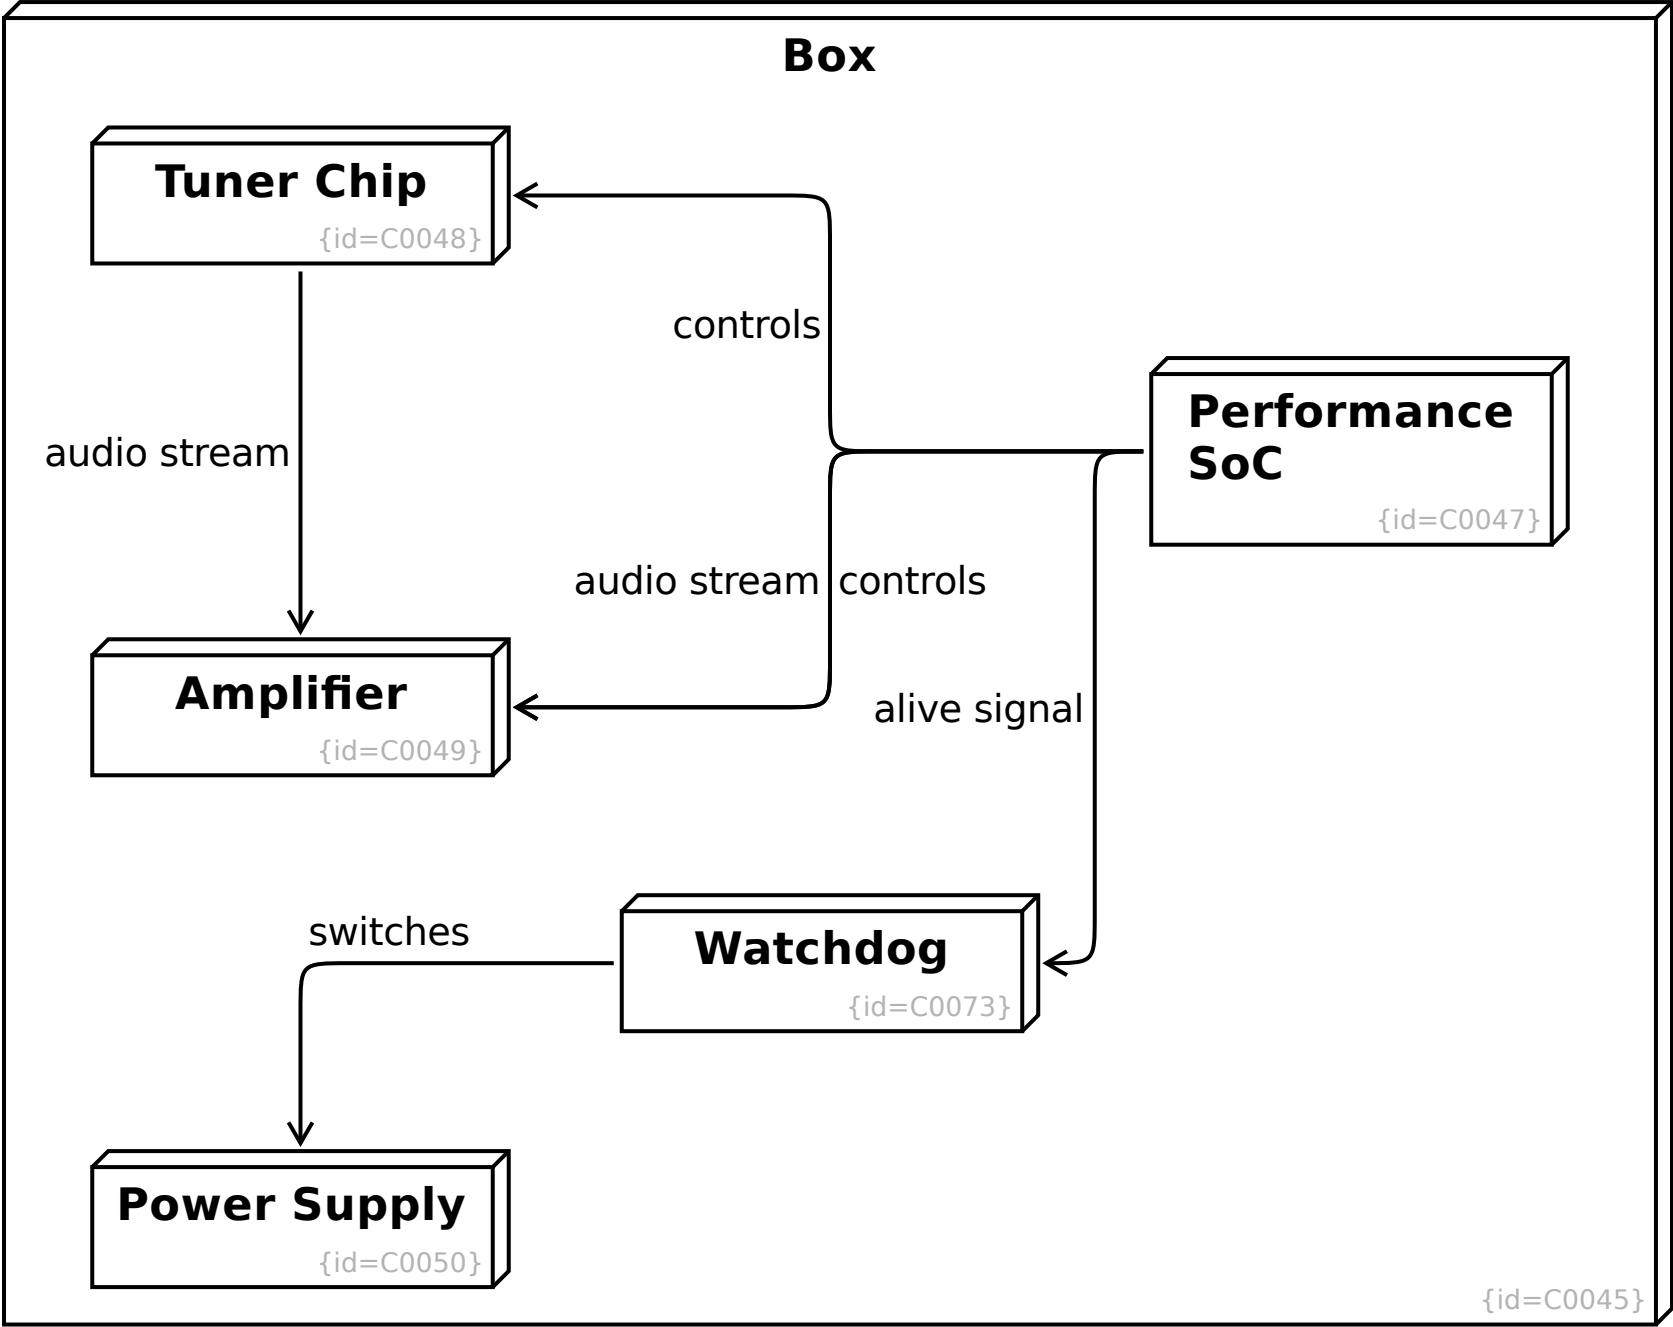 Box
Tuner Chip
{id=C0048}
controls
Performance
SoC
{id=C0047}
audio stream
audio stream
controls
Amplifier
{id=C0049}
alive signal
switches
Watchdog
{id=C0073}
Power Supply
{id=C0050}
{id=C0045}